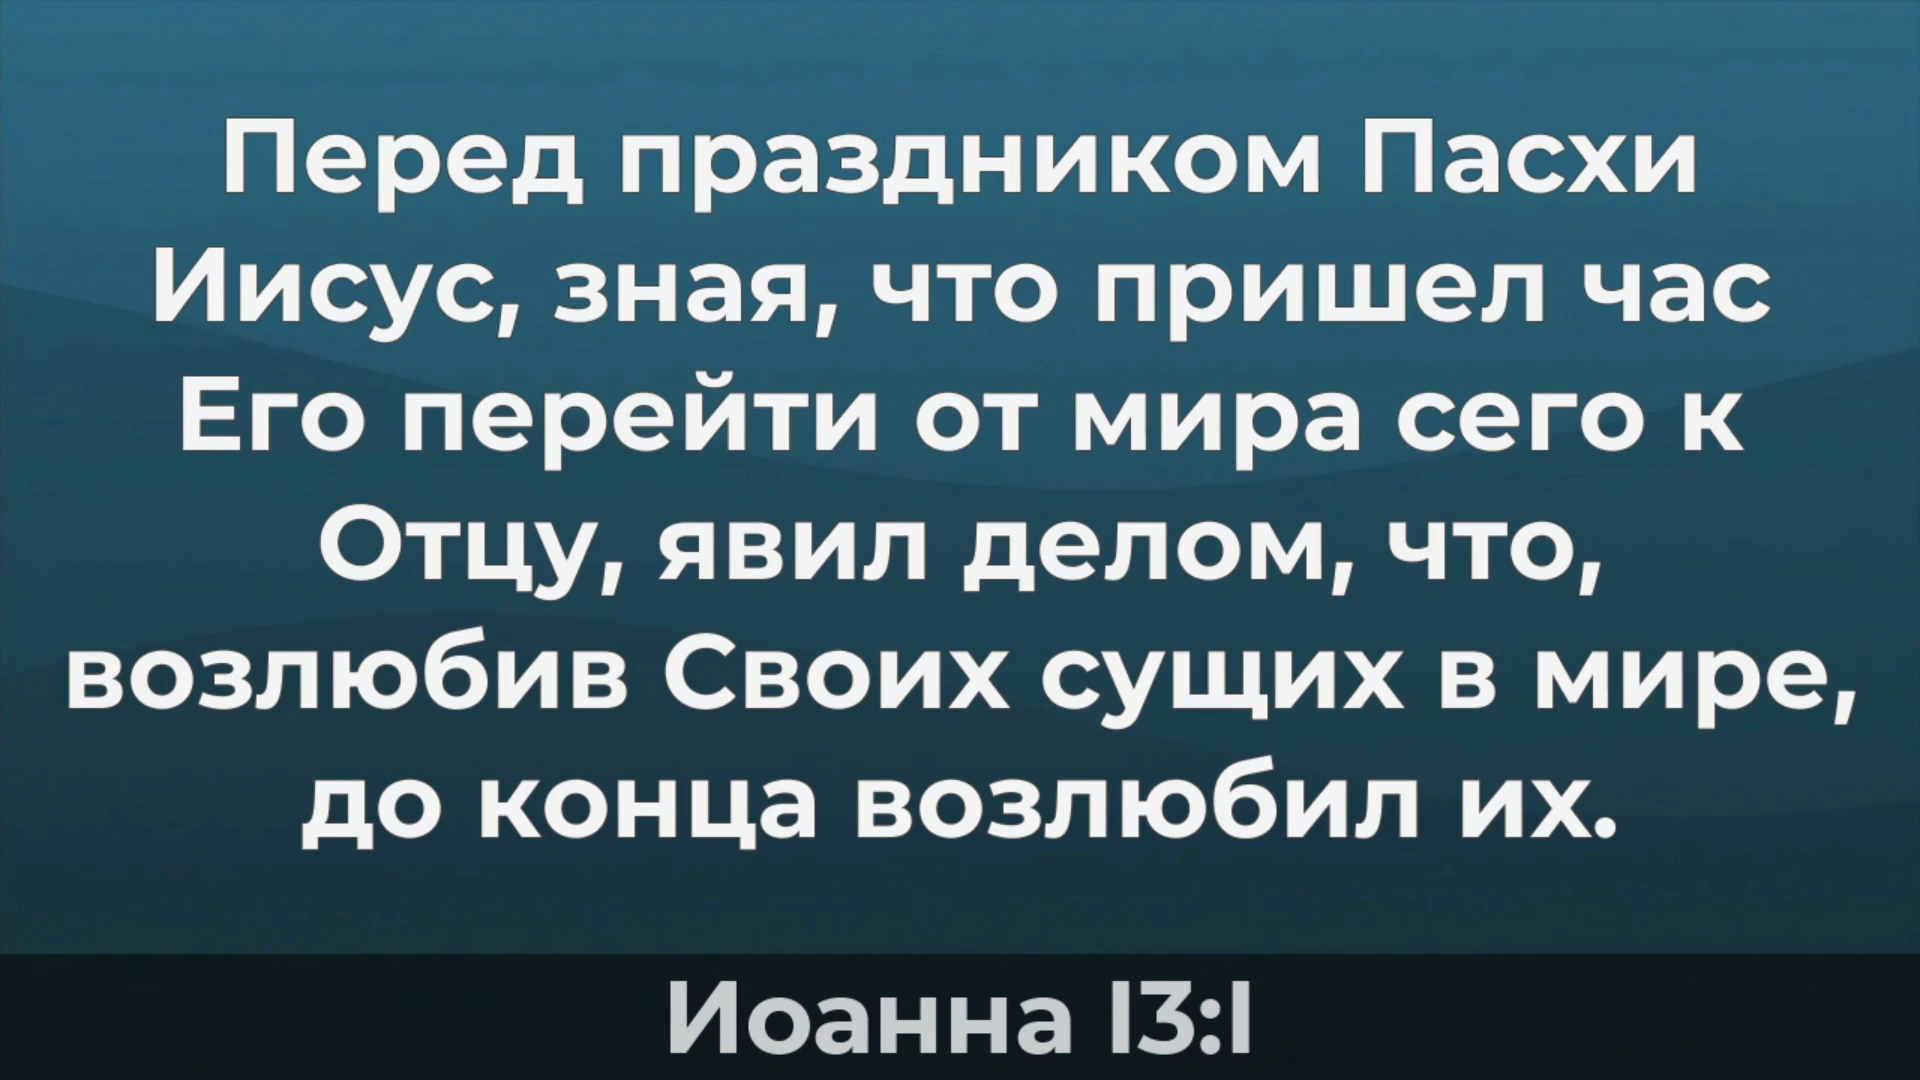 Перед праздником Пасхи
Иисус, зная, что пришел час
Его перейти от мира сего к
Отцу, явил делом, что,
возлюбив Своих сущих в мире,
до конца возлюбил их.
Иоанна 13:1